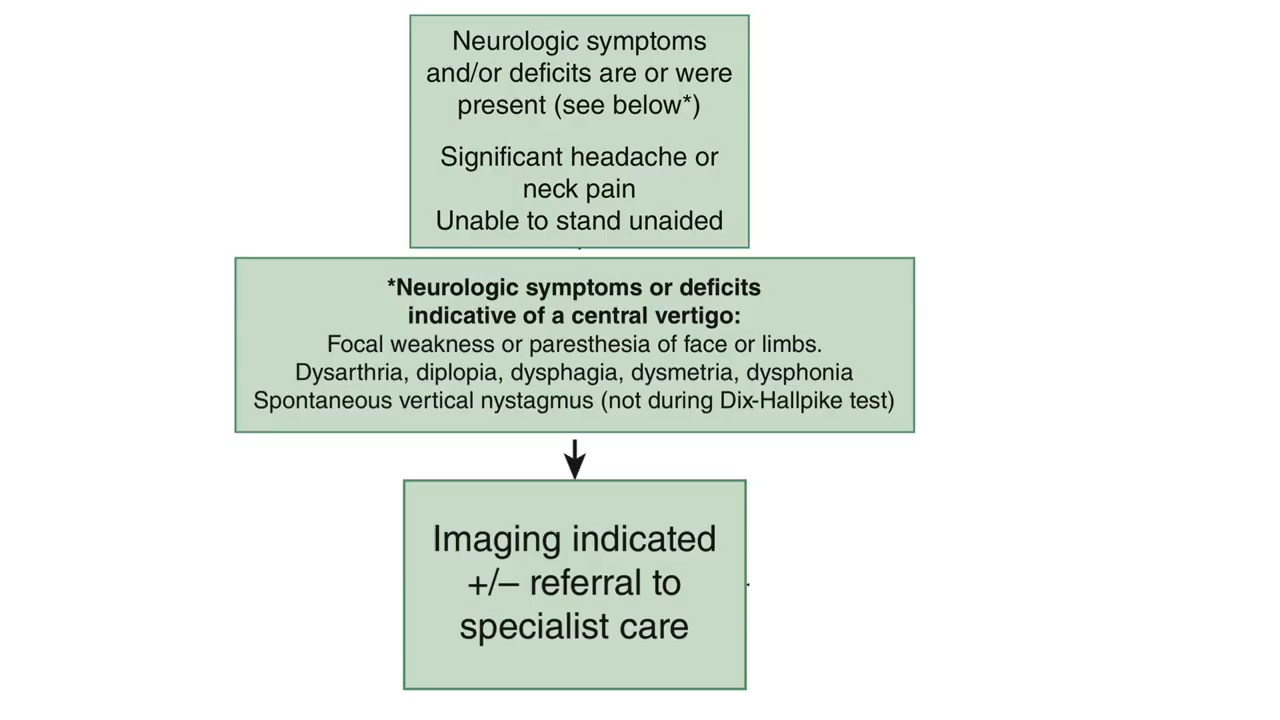 Neurologic symptoms
and/or deficits are or were
present (see below*)
Significant headache or
neck pain
Unable to stand unaided
*Neurologic symptoms or deficits
indicative of a central vertigo:
Focal weakness or paresthesia of face or limbs.
Dysarthria, diplopia, dysphagia, dysmetria, dysphonia
Spontaneous vertical nystagmus (not during Dix-Hallpike test)
Imaging indicated
+/– referral to
specialist care